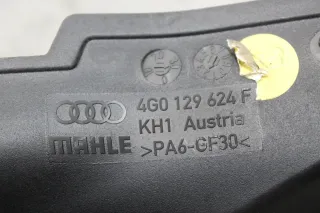 4G0 129 624 F
KH1 Austria
MAHLE >PA6-GF30<